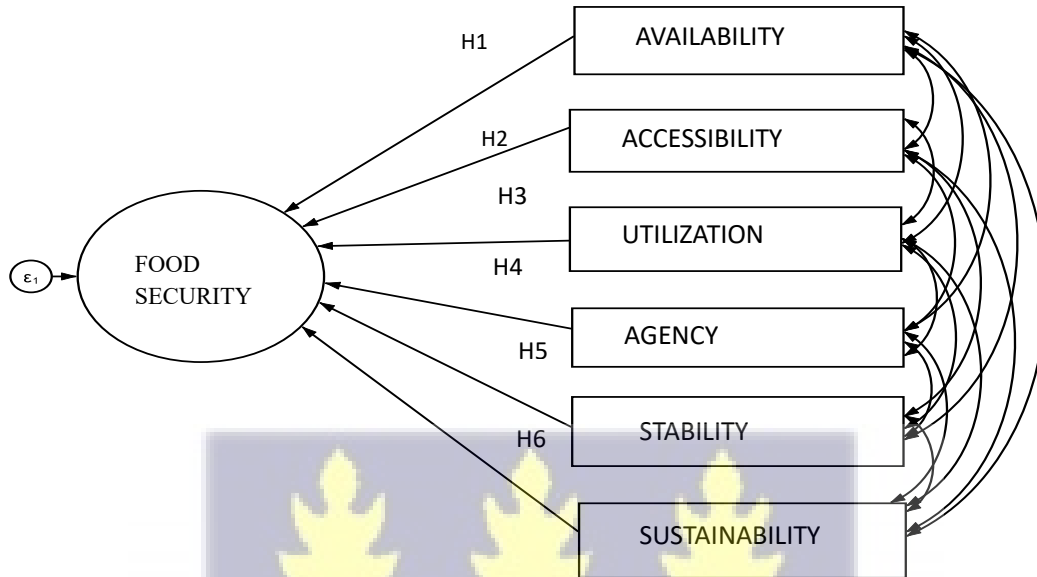 H1
AVAILABILITY
H2
ACCESSIBILITY
H3
UTILIZATION
FOOD
SECURITY
ε₁
H4
AGENCY
H5
STABILITY
H6
SUSTAINABILITY